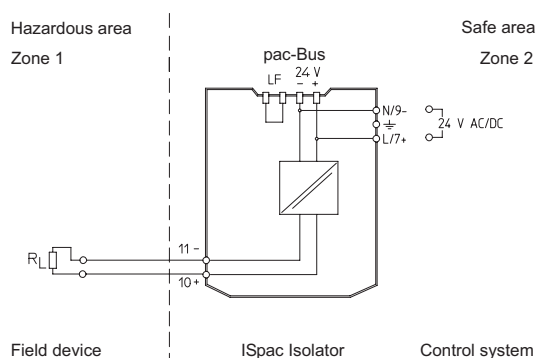 Hazardous area
Safe area
Zone 1
pac-Bus
Zone 2
LF
24 V
- +
N/9-
24 V AC/DC
L/7+
11 -
RL
10+
Field device
ISpac Isolator
Control system